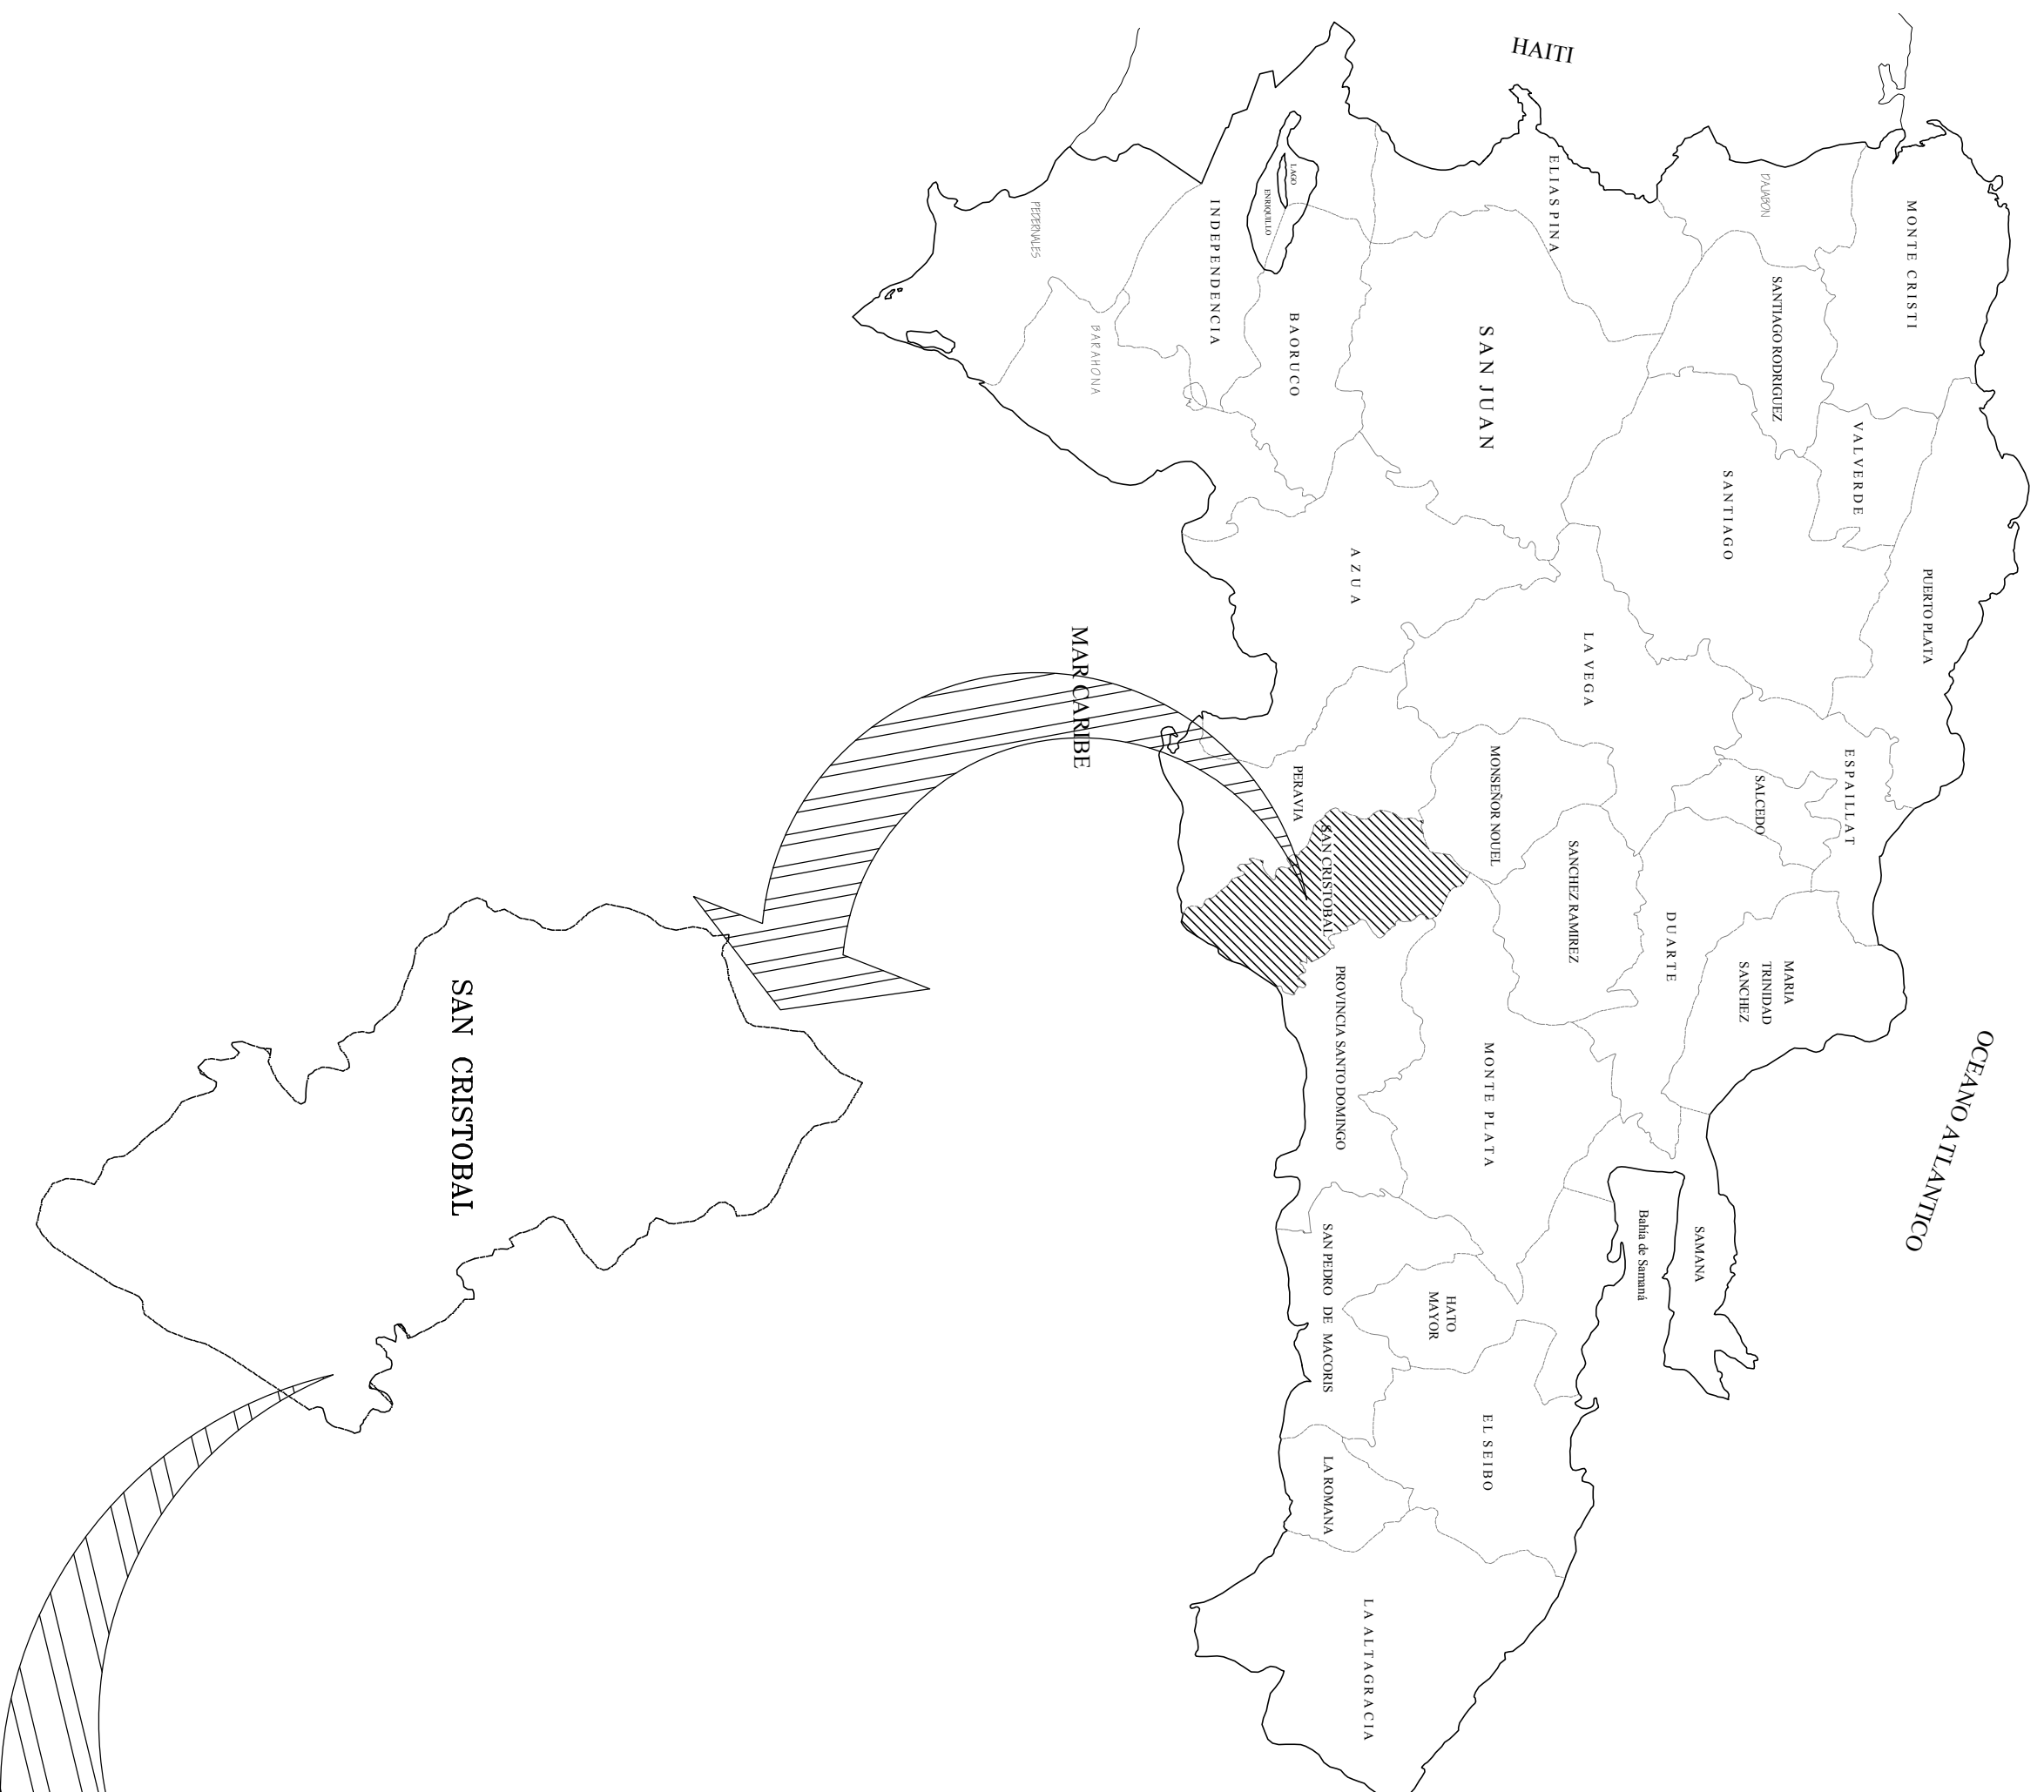 HAITI
OCEANO ATLANTICO
MONTE CRISTI
DAJABON
SANTIAGO RODRIGUEZ
VALVERDE
PUERTO PLATA
SANTIAGO
ELIAS PINA
SAN JUAN
LAGO
ENRIQUILLO
INDEPENDENCIA
BAORUCO
PEDERNALES
BARAHONA
AZUA
LA VEGA
ESPAILAT
SALCEDO
MONSEÑOR NOUEL
SANCHEZ RAMIREZ
DUARTE
MARIA
TRINIDAD
SANCHEZ
PERAVIA
SAN CRISTOBAL
MAR CARIBE
PROVINCIA SANTO DOMINGO
MONTE PLATA
SAMANA
Bahía de Samaná
SAN PEDRO DE MACORIS
HATO
MAYOR
EL SEIBO
LA ROMANA
LA ALTAGRACIA
SAN CRISTOBAL